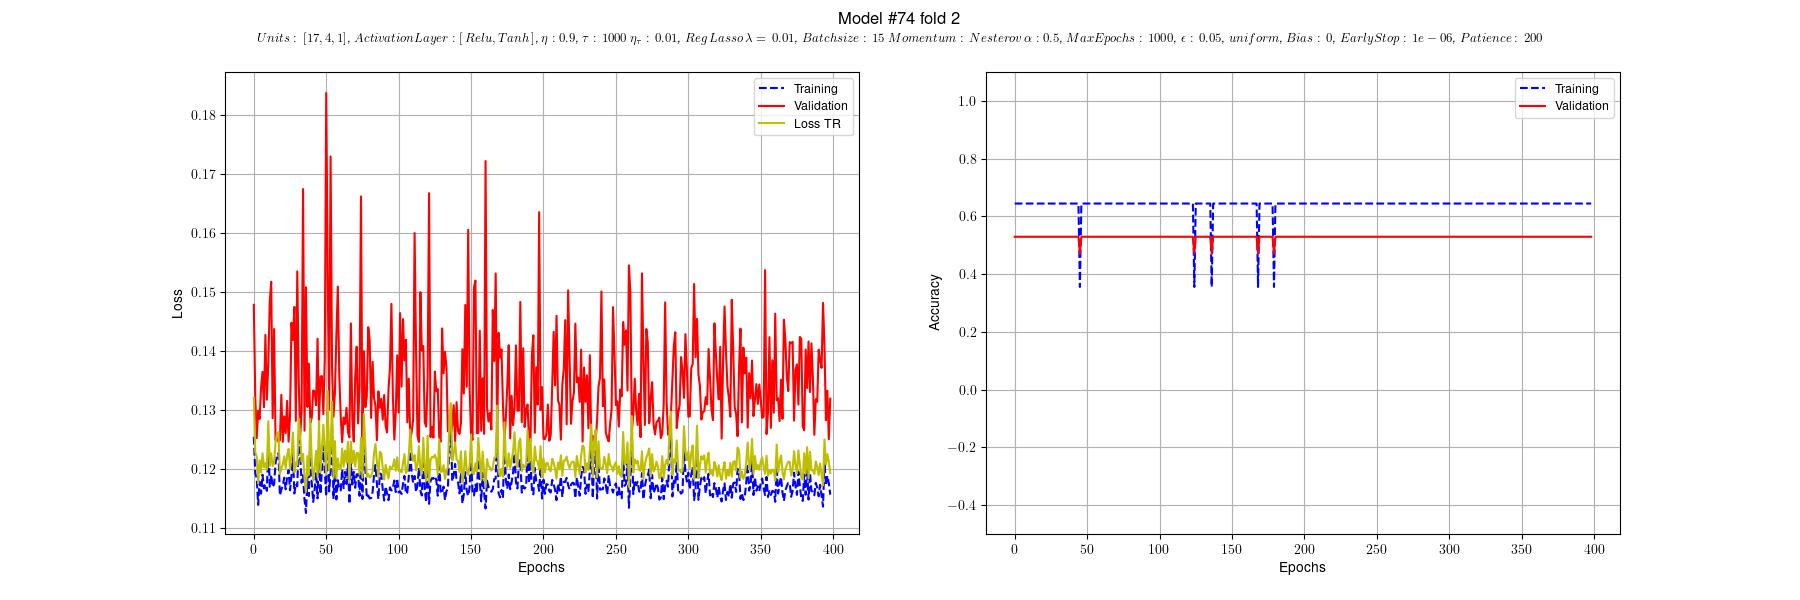 Model #74 fold 2
Units : [17, 4, 1], ActivationLayer : [Relu, Tanh], η : 0.9, τ : 1000 η_τ : 0.01, Reg Lasso λ = 0.01, Batchsize : 15 Momentum : Nesterov α : 0.5, MaxEpochs : 1000, ϵ : 0.05, uniform, Bias : 0, EarlyStop : 1e − 06, Patience : 200
Training
Validation
Loss TR
0.18
0.17
0.16
0.15
0.14
0.13
0.12
0.11
Loss
0 50 100 150 200 250 300 350 400
Epochs
Training
Validation
1.0
0.8
0.6
0.4
0.2
0.0
−0.2
−0.4
Accuracy
0 50 100 150 200 250 300 350 400
Epochs